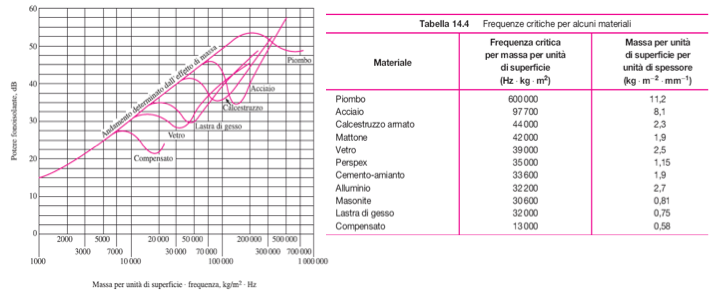 60
50
40
30
20
10
0
Potere fonoisolante, dB
Andamento determinato dall'effetto di massa
Piombo
Acciaio
Calcestruzzo
Lastra di gesso
Vetro
Compensato
2000 5000 20 000 50 000 200 000 500 000
3000 7000 30 000 70 000 300 000 700 000
1000 10 000 100 000 1 000 000
Massa per unità di superficie · frequenza, kg/m² · Hz
Tabella 14.4 Frequenze critiche per alcuni materiali
Materiale
Frequenza critica
per massa per unità
di superficie
(Hz · kg · m²)
Massa per unità
di superficie per
unità di spessore
(kg · m⁻² · mm⁻¹)
Piombo 600 000 11,2
Acciaio 97 700 8,1
Calcestruzzo armato 44 000 2,3
Mattone 42 000 1,9
Vetro 39 000 2,5
Perspex 35 000 1,15
Cemento-amianto 33 600 1,9
Alluminio 32 200 2,7
Masonite 30 600 0,81
Lastra di gesso 32 000 0,75
Compensato 13 000 0,58